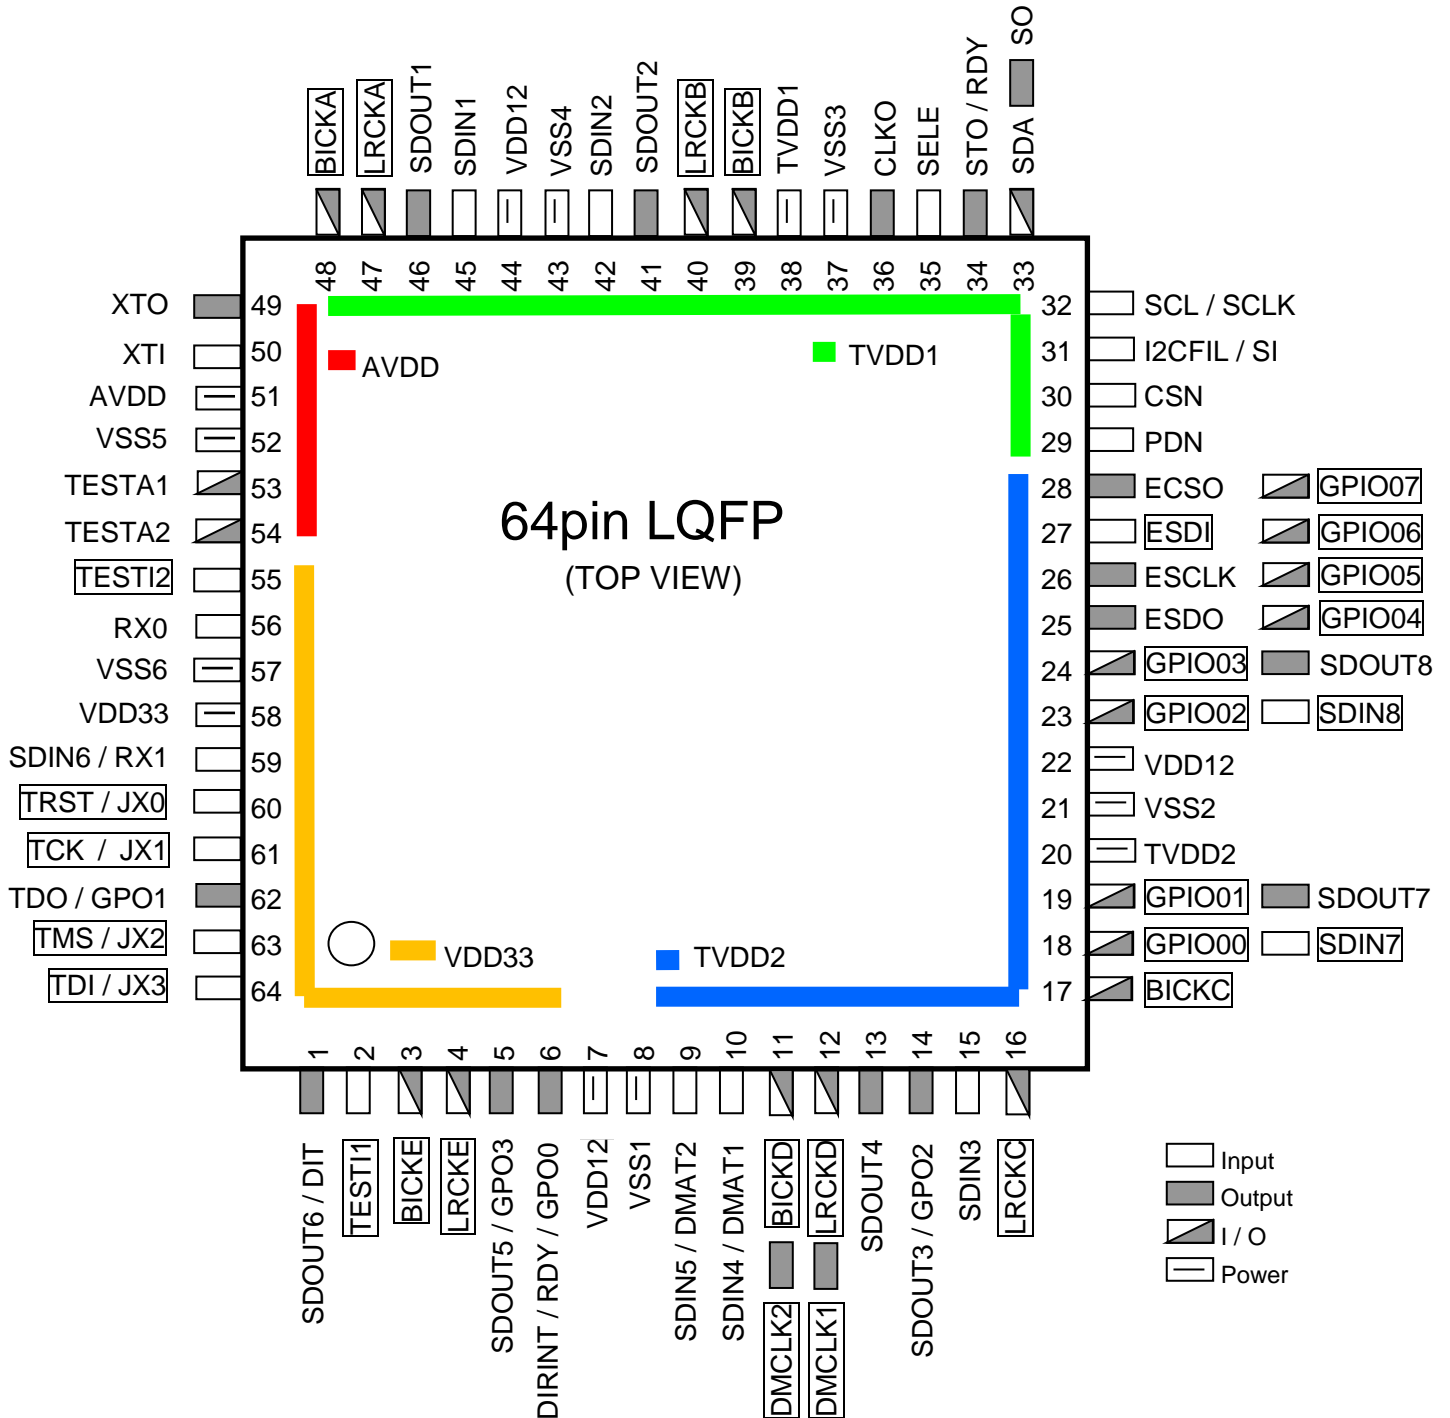 BICKA
LRCKA
SDOUT1
SDIN1
VDD12
VSS4
SDIN2
SDOUT2
LRCKB
BICKB
TVDD1
VSS3
CLKO
SELE
STO / RDY
SDA SO
48 47 46 45 44 43 42 41 40 39 38 37 36 35 34 33
XTO 49
XTI 50
AVDD 51
VSS5 52
TESTA1 53
TESTA2 54
TESTI2 55
RX0 56
VSS6 57
VDD33 58
SDIN6 / RX1 59
TRST / JX0 60
TCK / JX1 61
TDO / GPO1 62
TMS / JX2 63
TDI / JX3 64
AVDD
TVDD1
64pin LQFP
(TOP VIEW)
VDD33
TVDD2
32 SCL / SCLK
31 I2CFIL / SI
30 CSN
29 PDN
28 ECSO GPIO07
27 ESDI GPIO06
26 ESCLK GPIO05
25 ESDO GPIO04
24 GPIO03 SDOUT8
23 GPIO02 SDIN8
22 VDD12
21 VSS2
20 TVDD2
19 GPIO01 SDOUT7
18 GPIO00 SDIN7
17 BICKC
1 2 3 4 5 6 7 8 9 10 11 12 13 14 15 16
SDOUT6 / DIT
TESTI1
BICKE
LRCKE
SDOUT5 / GPO3
DIRINT / RDY / GPO0
VDD12
VSS1
SDIN5 / DMAT2
SDIN4 / DMAT1
BICKD DMCLK2
LRCKD DMCLK1
SDOUT4
SDOUT3 / GPO2
SDIN3
LRCKC
Input
Output
I / O
Power